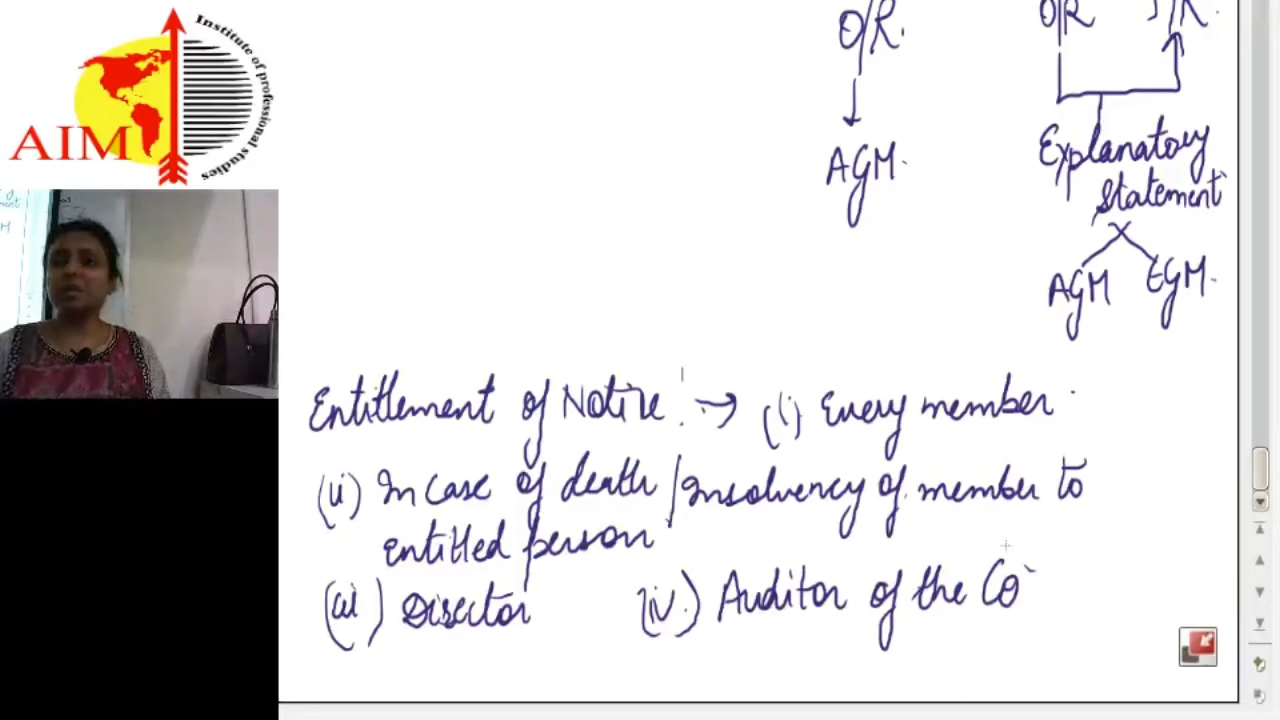 Institute of professional studies
AIM
O/R.
O/R S/R.
AGM.
Explanatory
Statement
AGM EGM.
Entitlement of Notice : → (i) Every member.
(ii) In case of death / Insolvency of member to
entitled person
(iii) Director (iv.) Auditor of the Co